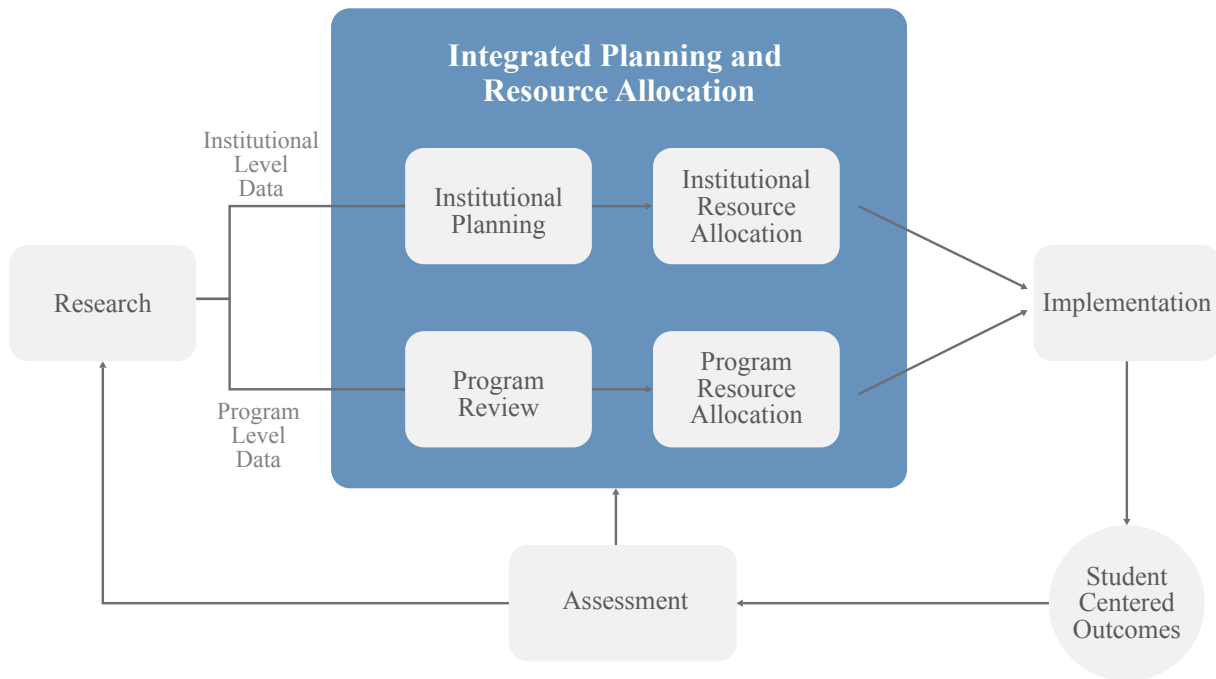 Integrated Planning and
Resource Allocation
Institutional
Level
Data
Institutional
Planning
Institutional
Resource
Allocation
Research
Implementation
Program
Review
Program
Resource
Allocation
Program
Level
Data
Assessment
Student
Centered
Outcomes